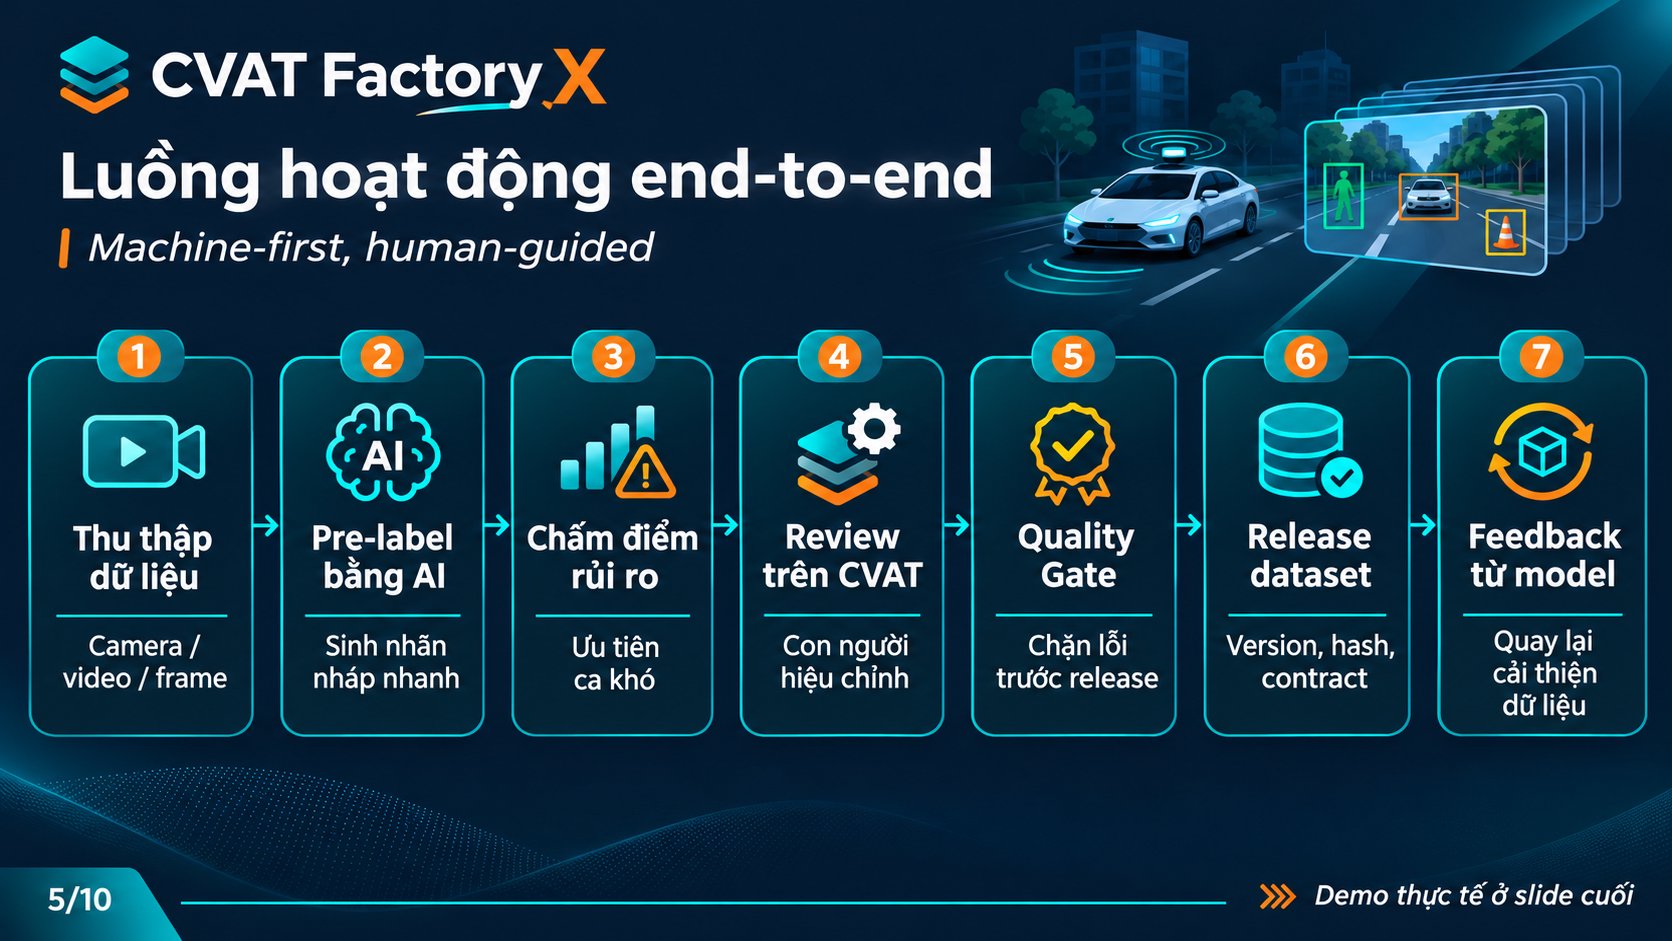 CVAT Factory X
Luồng hoạt động end-to-end
Machine-first, human-guided
1
Thu thập
dữ liệu
Camera /
video / frame
2
AI
Pre-label
bằng AI
Sinh nhãn
nháp nhanh
3
Chấm điểm
rủi ro
Ưu tiên
ca khó
4
Review
trên CVAT
Con người
hiệu chỉnh
5
Quality
Gate
Chặn lỗi
trước release
6
Release
dataset
Version, hash,
contract
7
Feedback
từ model
Quay lại
cải thiện
dữ liệu
5/10
Demo thực tế ở slide cuối